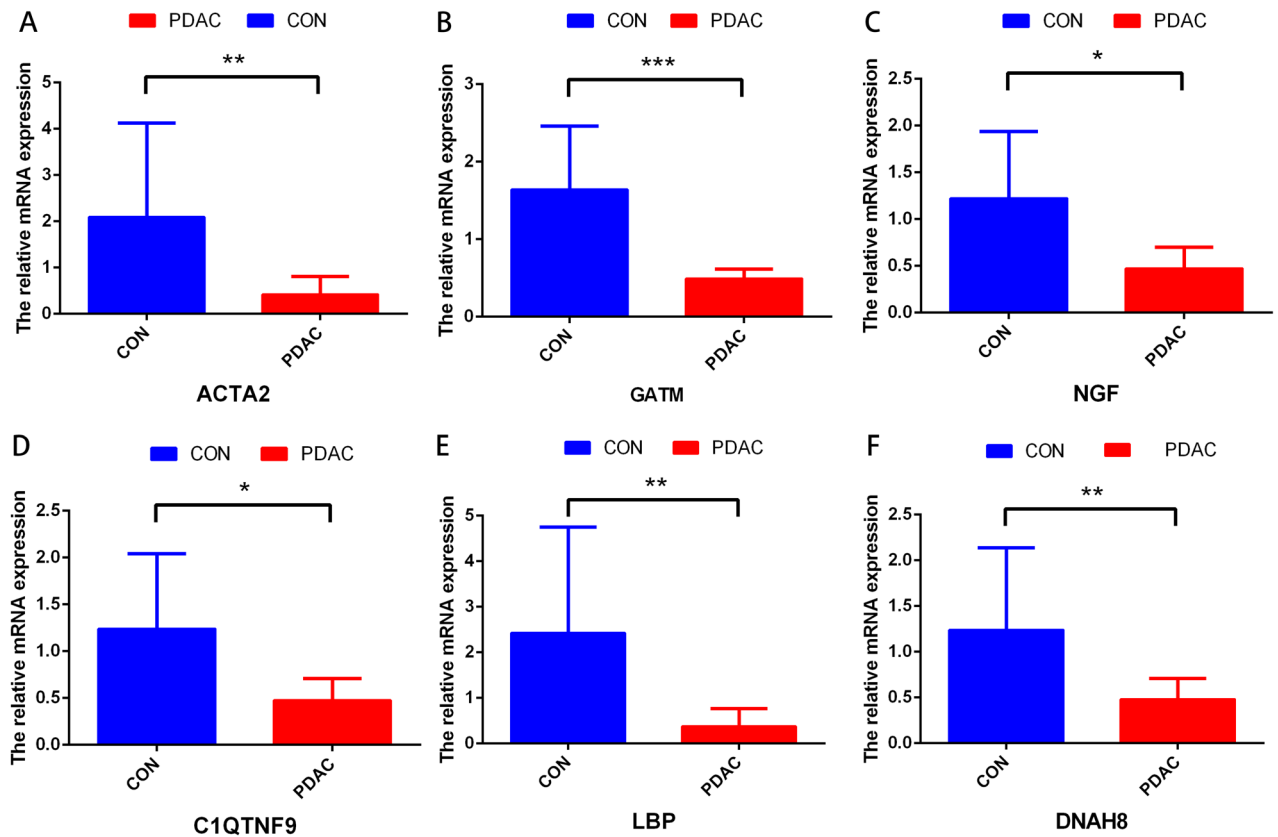 A
PDAC CON
**
The relative mRNA expression
5
4
3
2
1
0
CON
PDAC
ACTA2
B
CON PDAC
***
The relative mRNA expression
3
2
1
0
CON
PDAC
GATM
C
CON PDAC
*
The relative mRNA expression
2.5
2.0
1.5
1.0
0.5
0.0
CON
PDAC
NGF
D
CON PDAC
*
The relative mRNA expression
2.5
2.0
1.5
1.0
0.5
0.0
CON
PDAC
C1QTNF9
E
CON PDAC
**
The relative mRNA expression
5
4
3
2
1
0
CON
PDAC
LBP
F
CON PDAC
**
The relative mRNA expression
2.5
2.0
1.5
1.0
0.5
0.0
CON
PDAC
DNAH8